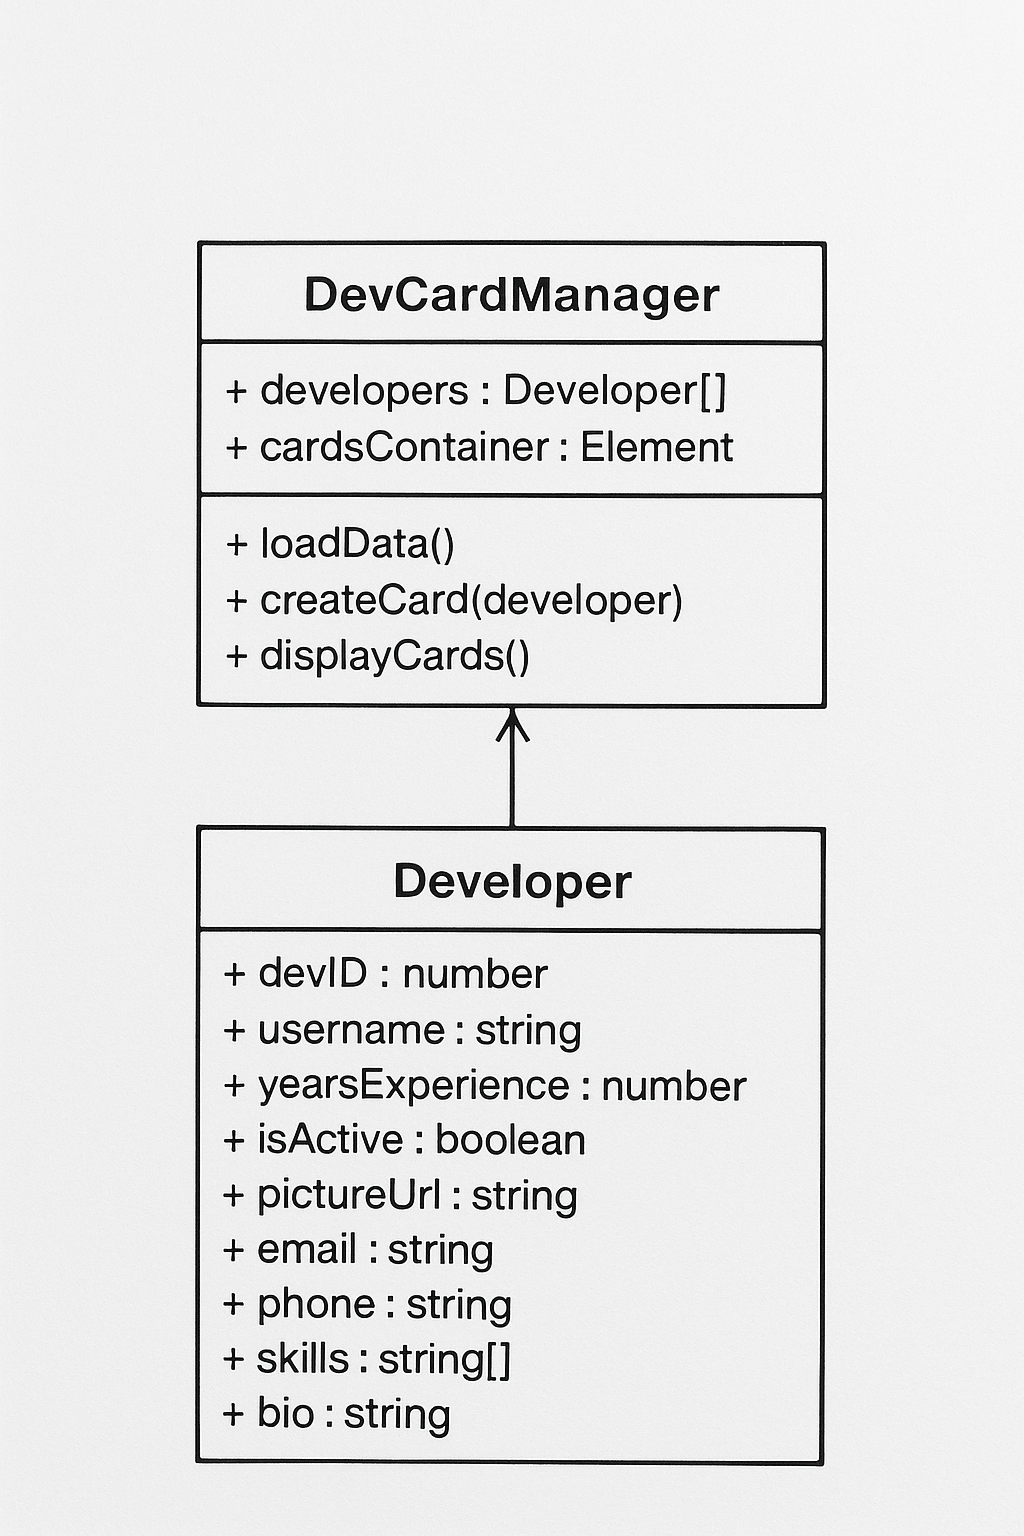 DevCardManager
+ developers : Developer[]
+ cardsContainer : Element
+ loadData()
+ createCard(developer)
+ displayCards()
Developer
+ devID : number
+ username : string
+ yearsExperience : number
+ isActive : boolean
+ pictureUrl : string
+ email : string
+ phone : string
+ skills : string[]
+ bio : string